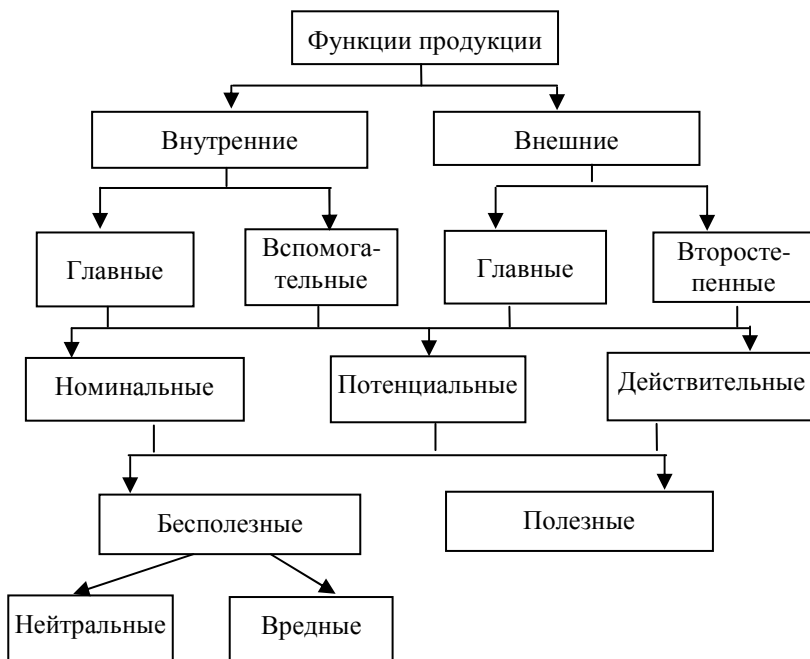 Функции продукции
Внутренние
Внешние
Главные
Вспомога-
тельные
Главные
Второсте-
пенные
Номинальные
Потенциальные
Действительные
Бесполезные
Полезные
Нейтральные
Вредные